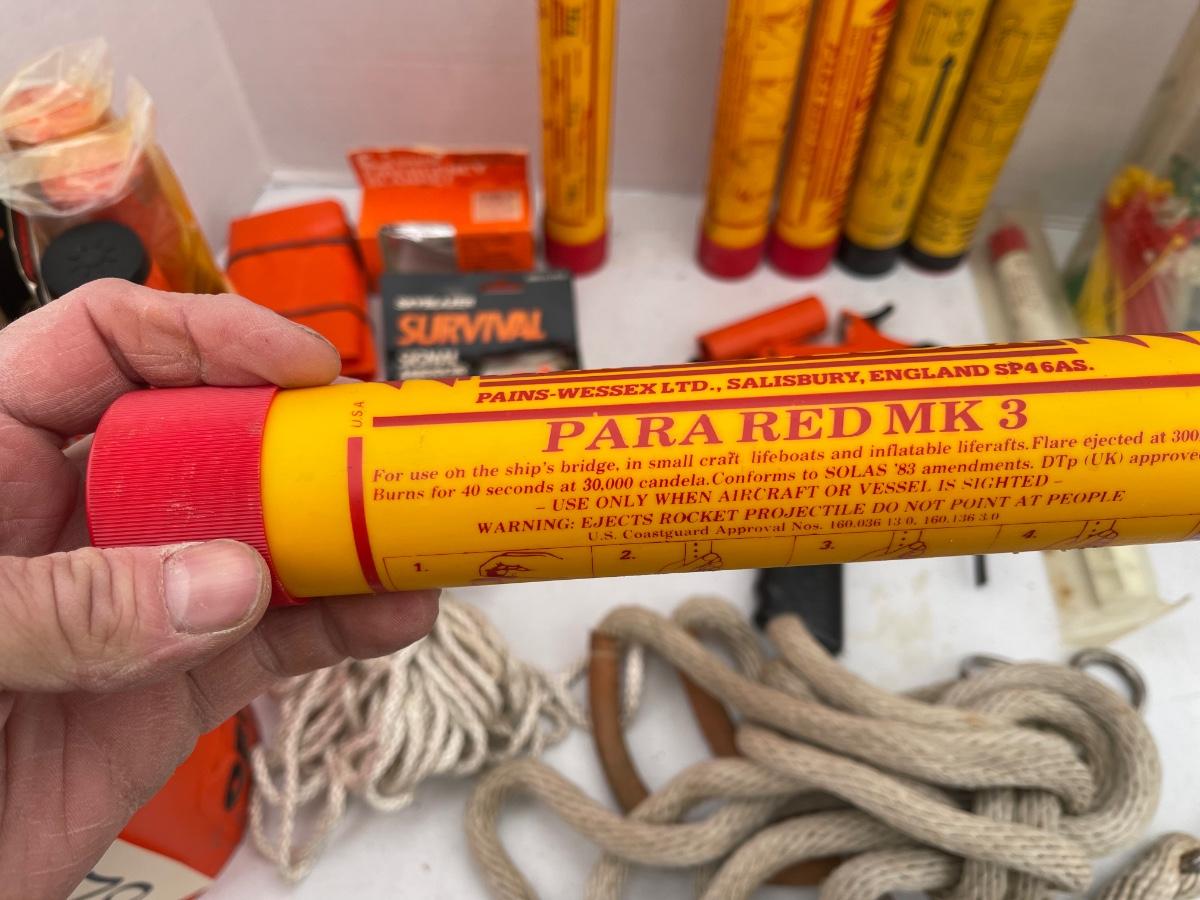 SURVIVAL
USA
PAINS-WESSEX LTD., SALISBURY, ENGLAND SP4 6AS.
PARA RED MK 3
For use on the ship's bridge, in small craft lifeboats and inflatable liferafts. Flare ejected at 300
Burns for 40 seconds at 30,000 candela. Conforms to SOLAS '83 amendments. DTp (UK) approve
– USE ONLY WHEN AIRCRAFT OR VESSEL IS SIGHTED –
WARNING: EJECTS ROCKET PROJECTILE DO NOT POINT AT PEOPLE
U.S. Coastguard Approval Nos. 160.036 13 0, 160.136 3 0
1. 2. 3. 4.